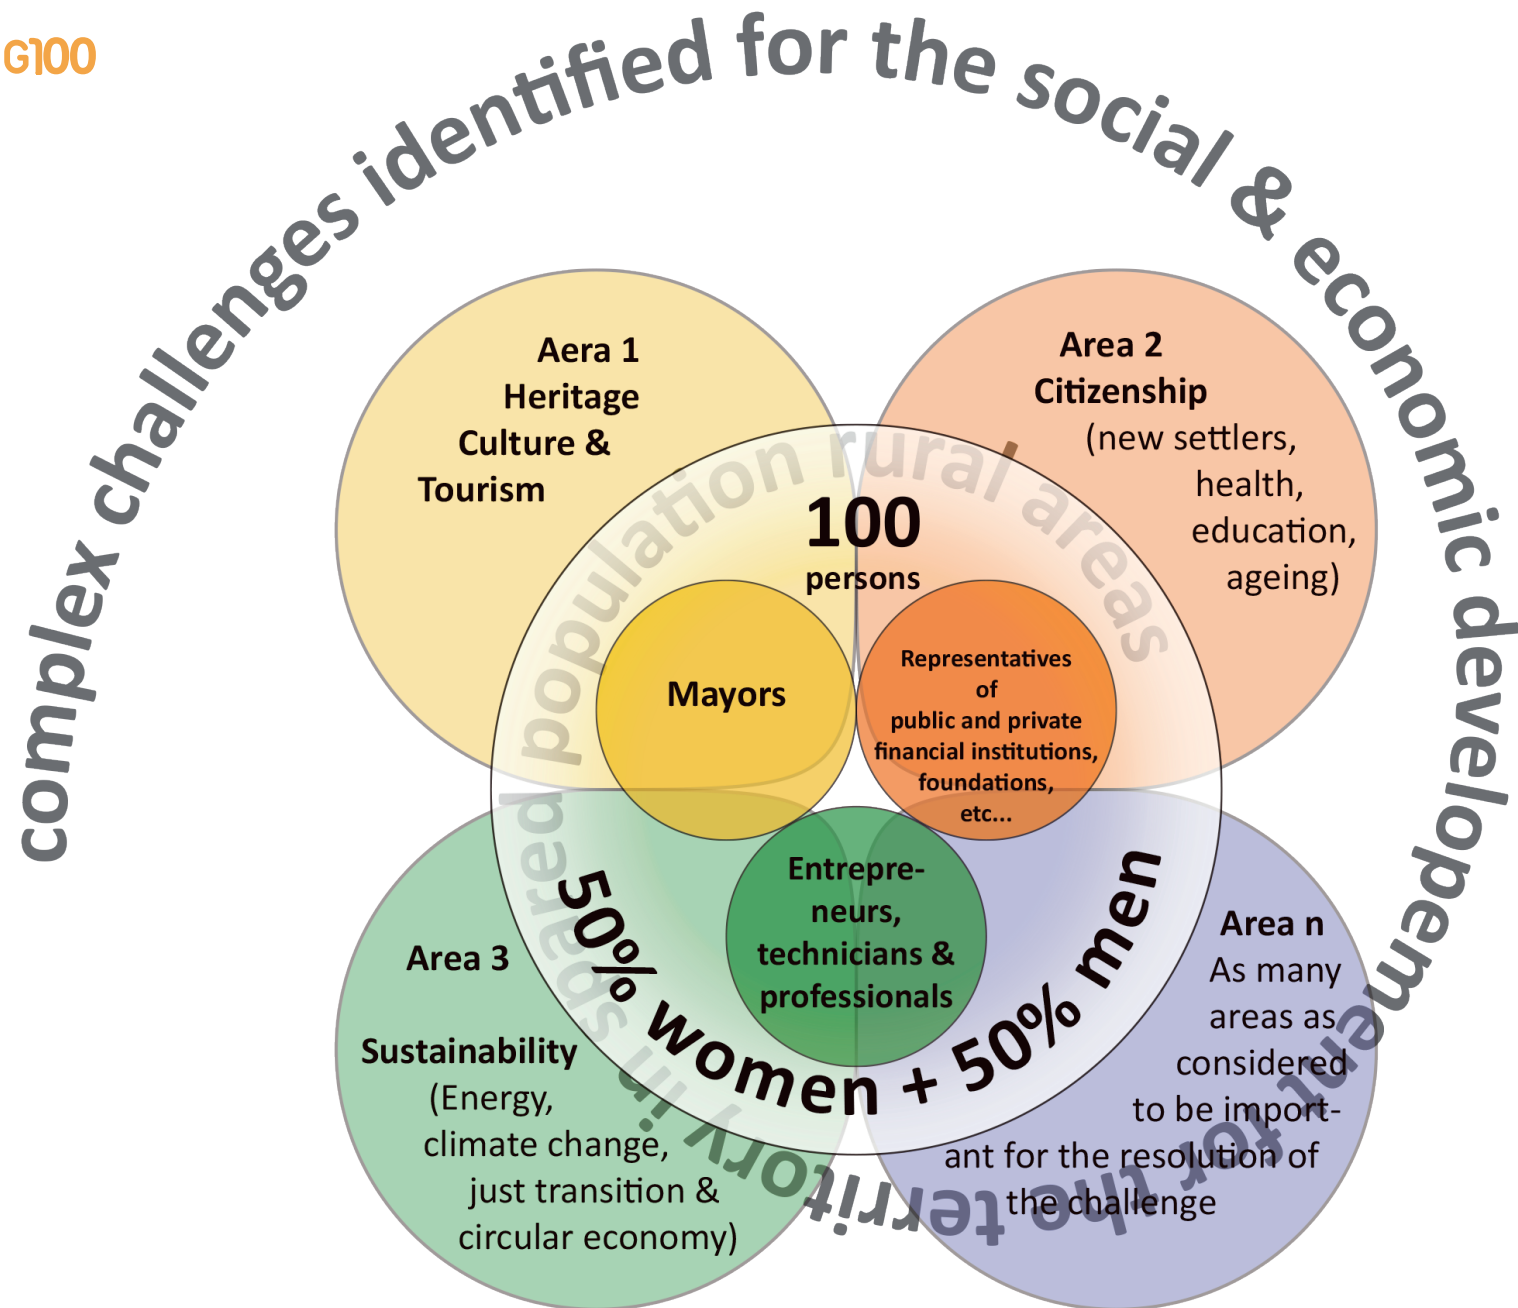 G100
complex challenges identified for the social & economic developement for the territory in spared population rural areas
Aera 1
Heritage
Culture &
Tourism
Area 2
Citizenship
(new settlers,
health,
education,
ageing)
100
persons
Mayors
Representatives
of
public and private
financial institutions,
foundations,
etc...
Entrepre-
neurs,
technicians &
professionals
50% women + 50% men
Area 3
Sustainability
(Energy,
climate change,
just transition &
circular economy)
Area n
As many
areas as
considered
to be import-
ant for the resolution of
the challenge